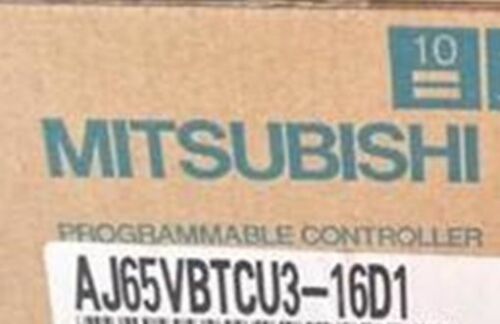 10
MITSUBISHI
PROGRAMMABLE CONTROLLER
AJ65VBTCU3-16D1